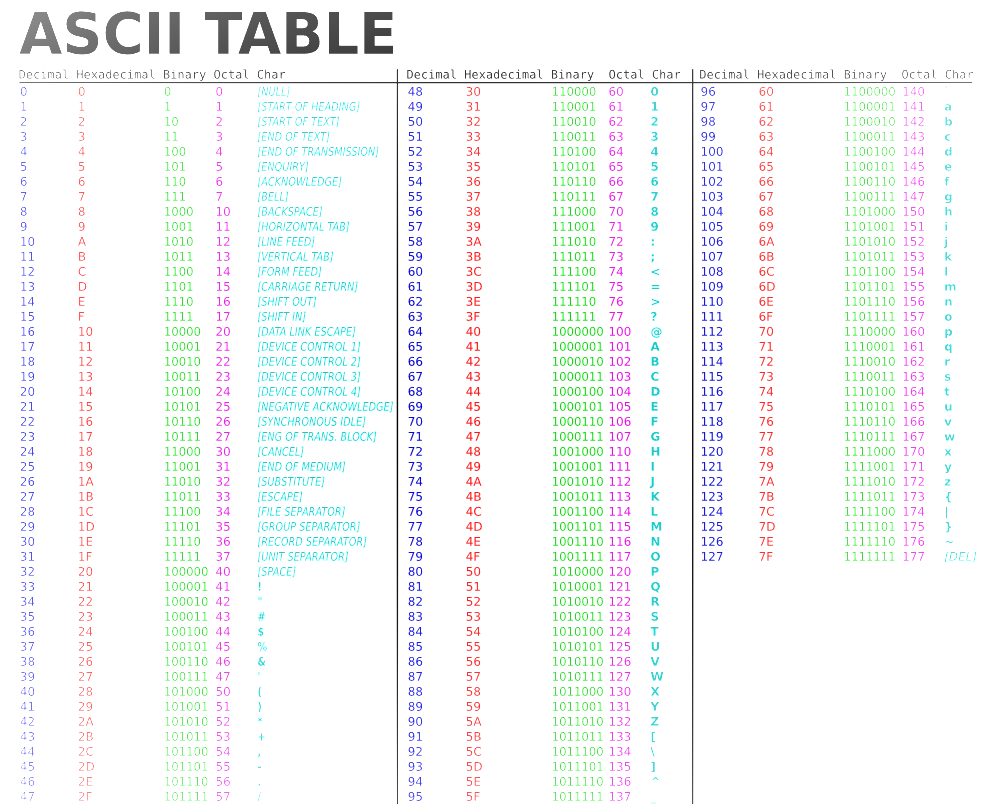 ASCII TABLE
Decimal Hexadecimal Binary Octal Char
0 0 0 0 [NULL]
1 1 1 1 [START OF HEADING]
2 2 10 2 [START OF TEXT]
3 3 11 3 [END OF TEXT]
4 4 100 4 [END OF TRANSMISSION]
5 5 101 5 [ENQUIRY]
6 6 110 6 [ACKNOWLEDGE]
7 7 111 7 [BELL]
8 8 1000 10 [BACKSPACE]
9 9 1001 11 [HORIZONTAL TAB]
10 A 1010 12 [LINE FEED]
11 B 1011 13 [VERTICAL TAB]
12 C 1100 14 [FORM FEED]
13 D 1101 15 [CARRIAGE RETURN]
14 E 1110 16 [SHIFT OUT]
15 F 1111 17 [SHIFT IN]
16 10 10000 20 [DATA LINK ESCAPE]
17 11 10001 21 [DEVICE CONTROL 1]
18 12 10010 22 [DEVICE CONTROL 2]
19 13 10011 23 [DEVICE CONTROL 3]
20 14 10100 24 [DEVICE CONTROL 4]
21 15 10101 25 [NEGATIVE ACKNOWLEDGE]
22 16 10110 26 [SYNCHRONOUS IDLE]
23 17 10111 27 [ENG OF TRANS. BLOCK]
24 18 11000 30 [CANCEL]
25 19 11001 31 [END OF MEDIUM]
26 1A 11010 32 [SUBSTITUTE]
27 1B 11011 33 [ESCAPE]
28 1C 11100 34 [FILE SEPARATOR]
29 1D 11101 35 [GROUP SEPARATOR]
30 1E 11110 36 [RECORD SEPARATOR]
31 1F 11111 37 [UNIT SEPARATOR]
32 20 100000 40 [SPACE]
33 21 100001 41 !
34 22 100010 42 "
35 23 100011 43 #
36 24 100100 44 $
37 25 100101 45 %
38 26 100110 46 &
39 27 100111 47 '
40 28 101000 50 (
41 29 101001 51 )
42 2A 101010 52 *
43 2B 101011 53 +
44 2C 101100 54 ,
45 2D 101101 55 -
46 2E 101110 56 .
47 2F 101111 57 /
Decimal Hexadecimal Binary Octal Char
48 30 110000 60 0
49 31 110001 61 1
50 32 110010 62 2
51 33 110011 63 3
52 34 110100 64 4
53 35 110101 65 5
54 36 110110 66 6
55 37 110111 67 7
56 38 111000 70 8
57 39 111001 71 9
58 3A 111010 72 :
59 3B 111011 73 ;
60 3C 111100 74 <
61 3D 111101 75 =
62 3E 111110 76 >
63 3F 111111 77 ?
64 40 1000000 100 @
65 41 1000001 101 A
66 42 1000010 102 B
67 43 1000011 103 C
68 44 1000100 104 D
69 45 1000101 105 E
70 46 1000110 106 F
71 47 1000111 107 G
72 48 1001000 110 H
73 49 1001001 111 I
74 4A 1001010 112 J
75 4B 1001011 113 K
76 4C 1001100 114 L
77 4D 1001101 115 M
78 4E 1001110 116 N
79 4F 1001111 117 O
80 50 1010000 120 P
81 51 1010001 121 Q
82 52 1010010 122 R
83 53 1010011 123 S
84 54 1010100 124 T
85 55 1010101 125 U
86 56 1010110 126 V
87 57 1010111 127 W
88 58 1011000 130 X
89 59 1011001 131 Y
90 5A 1011010 132 Z
91 5B 1011011 133 [
92 5C 1011100 134 \
93 5D 1011101 135 ]
94 5E 1011110 136 ^
95 5F 1011111 137 _
Decimal Hexadecimal Binary Octal Char
96 60 1100000 140 `
97 61 1100001 141 a
98 62 1100010 142 b
99 63 1100011 143 c
100 64 1100100 144 d
101 65 1100101 145 e
102 66 1100110 146 f
103 67 1100111 147 g
104 68 1101000 150 h
105 69 1101001 151 i
106 6A 1101010 152 j
107 6B 1101011 153 k
108 6C 1101100 154 l
109 6D 1101101 155 m
110 6E 1101110 156 n
111 6F 1101111 157 o
112 70 1110000 160 p
113 71 1110001 161 q
114 72 1110010 162 r
115 73 1110011 163 s
116 74 1110100 164 t
117 75 1110101 165 u
118 76 1110110 166 v
119 77 1110111 167 w
120 78 1111000 170 x
121 79 1111001 171 y
122 7A 1111010 172 z
123 7B 1111011 173 {
124 7C 1111100 174 |
125 7D 1111101 175 }
126 7E 1111110 176 ~
127 7F 1111111 177 [DEL]